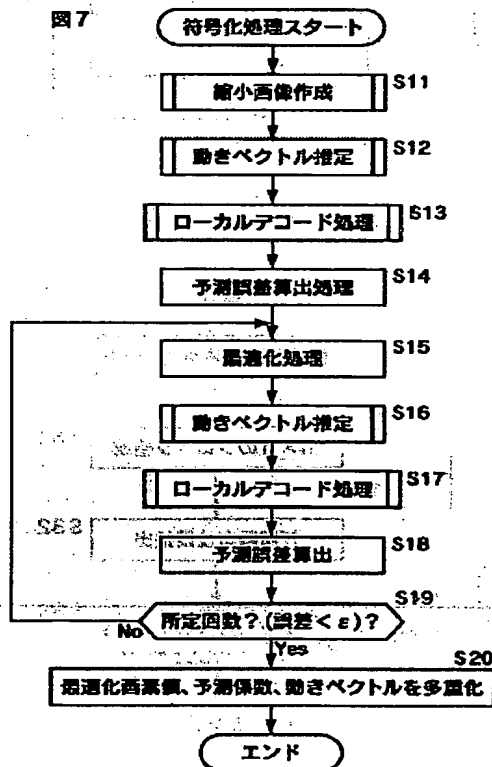 図7
符号化処理スタート
縮小画像作成
S11
動きベクトル推定
S12
ローカルデコード処理
S13
予測誤差算出処理
S14
最適化処理
S15
動きベクトル推定
S16
ローカルデコード処理
S17
予測誤差算出
S18
所定回数？(誤差＜ε)？
S19
No
Yes
最適化画素値、予測係数、動きベクトルを多重化
S20
エンド